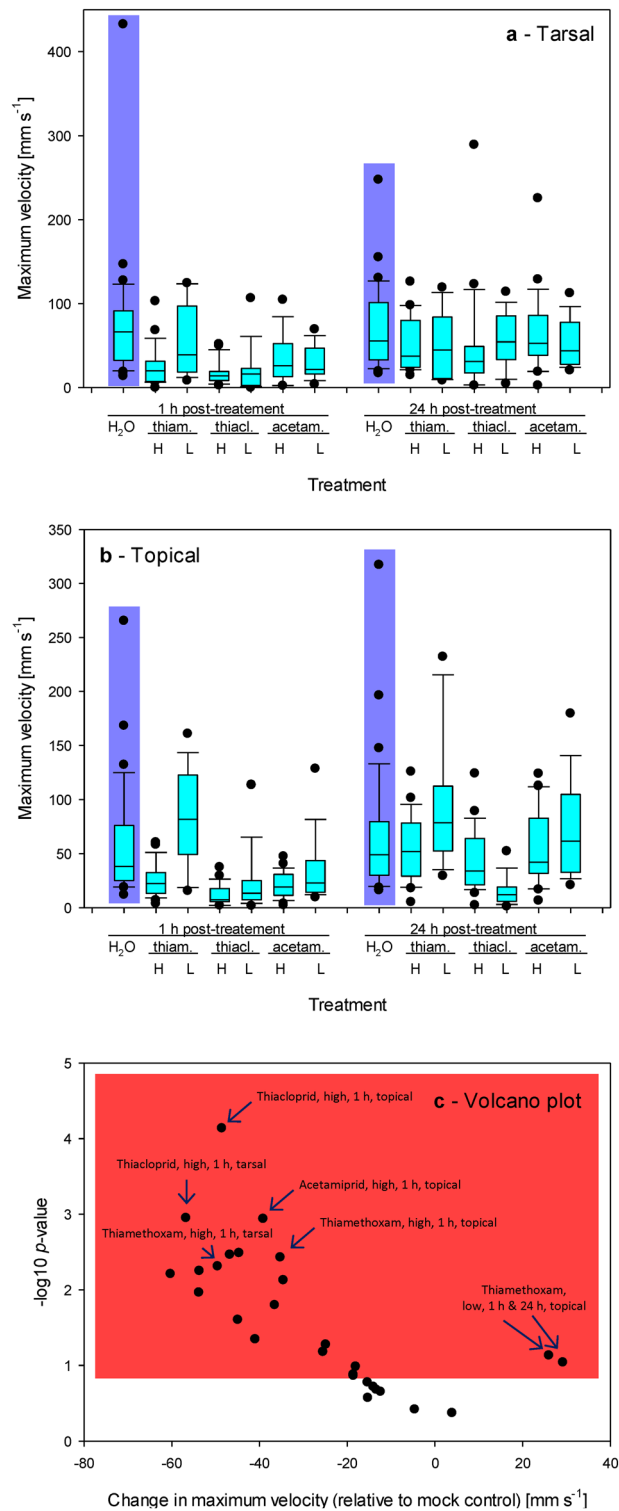 a - Tarsal
Maximum velocity [mm s⁻¹]
400
300
200
100
0
1 h post-treatement 24 h post-treatment
H₂O thiam. thiacl. acetam. H₂O thiam. thiacl. acetam.
H L H L H L H L H L H L
Treatment
b - Topical
Maximum velocity [mm s⁻¹]
350
300
250
200
150
100
50
0
1 h post-treatement 24 h post-treatment
H₂O thiam. thiacl. acetam. H₂O thiam. thiacl. acetam.
H L H L H L H L H L H L
Treatment
c - Volcano plot
-log10 p-value
5
4
3
2
1
0
Thiacloprid, high, 1 h, topical
Thiacloprid, high, 1 h, tarsal
Acetamiprid, high, 1 h, topical
Thiamethoxam, high, 1 h, tarsal
Thiamethoxam, high, 1 h, topical
Thiamethoxam,
low, 1 h & 24 h, topical
-80 -60 -40 -20 0 20 40
Change in maximum velocity (relative to mock control) [mm s⁻¹]